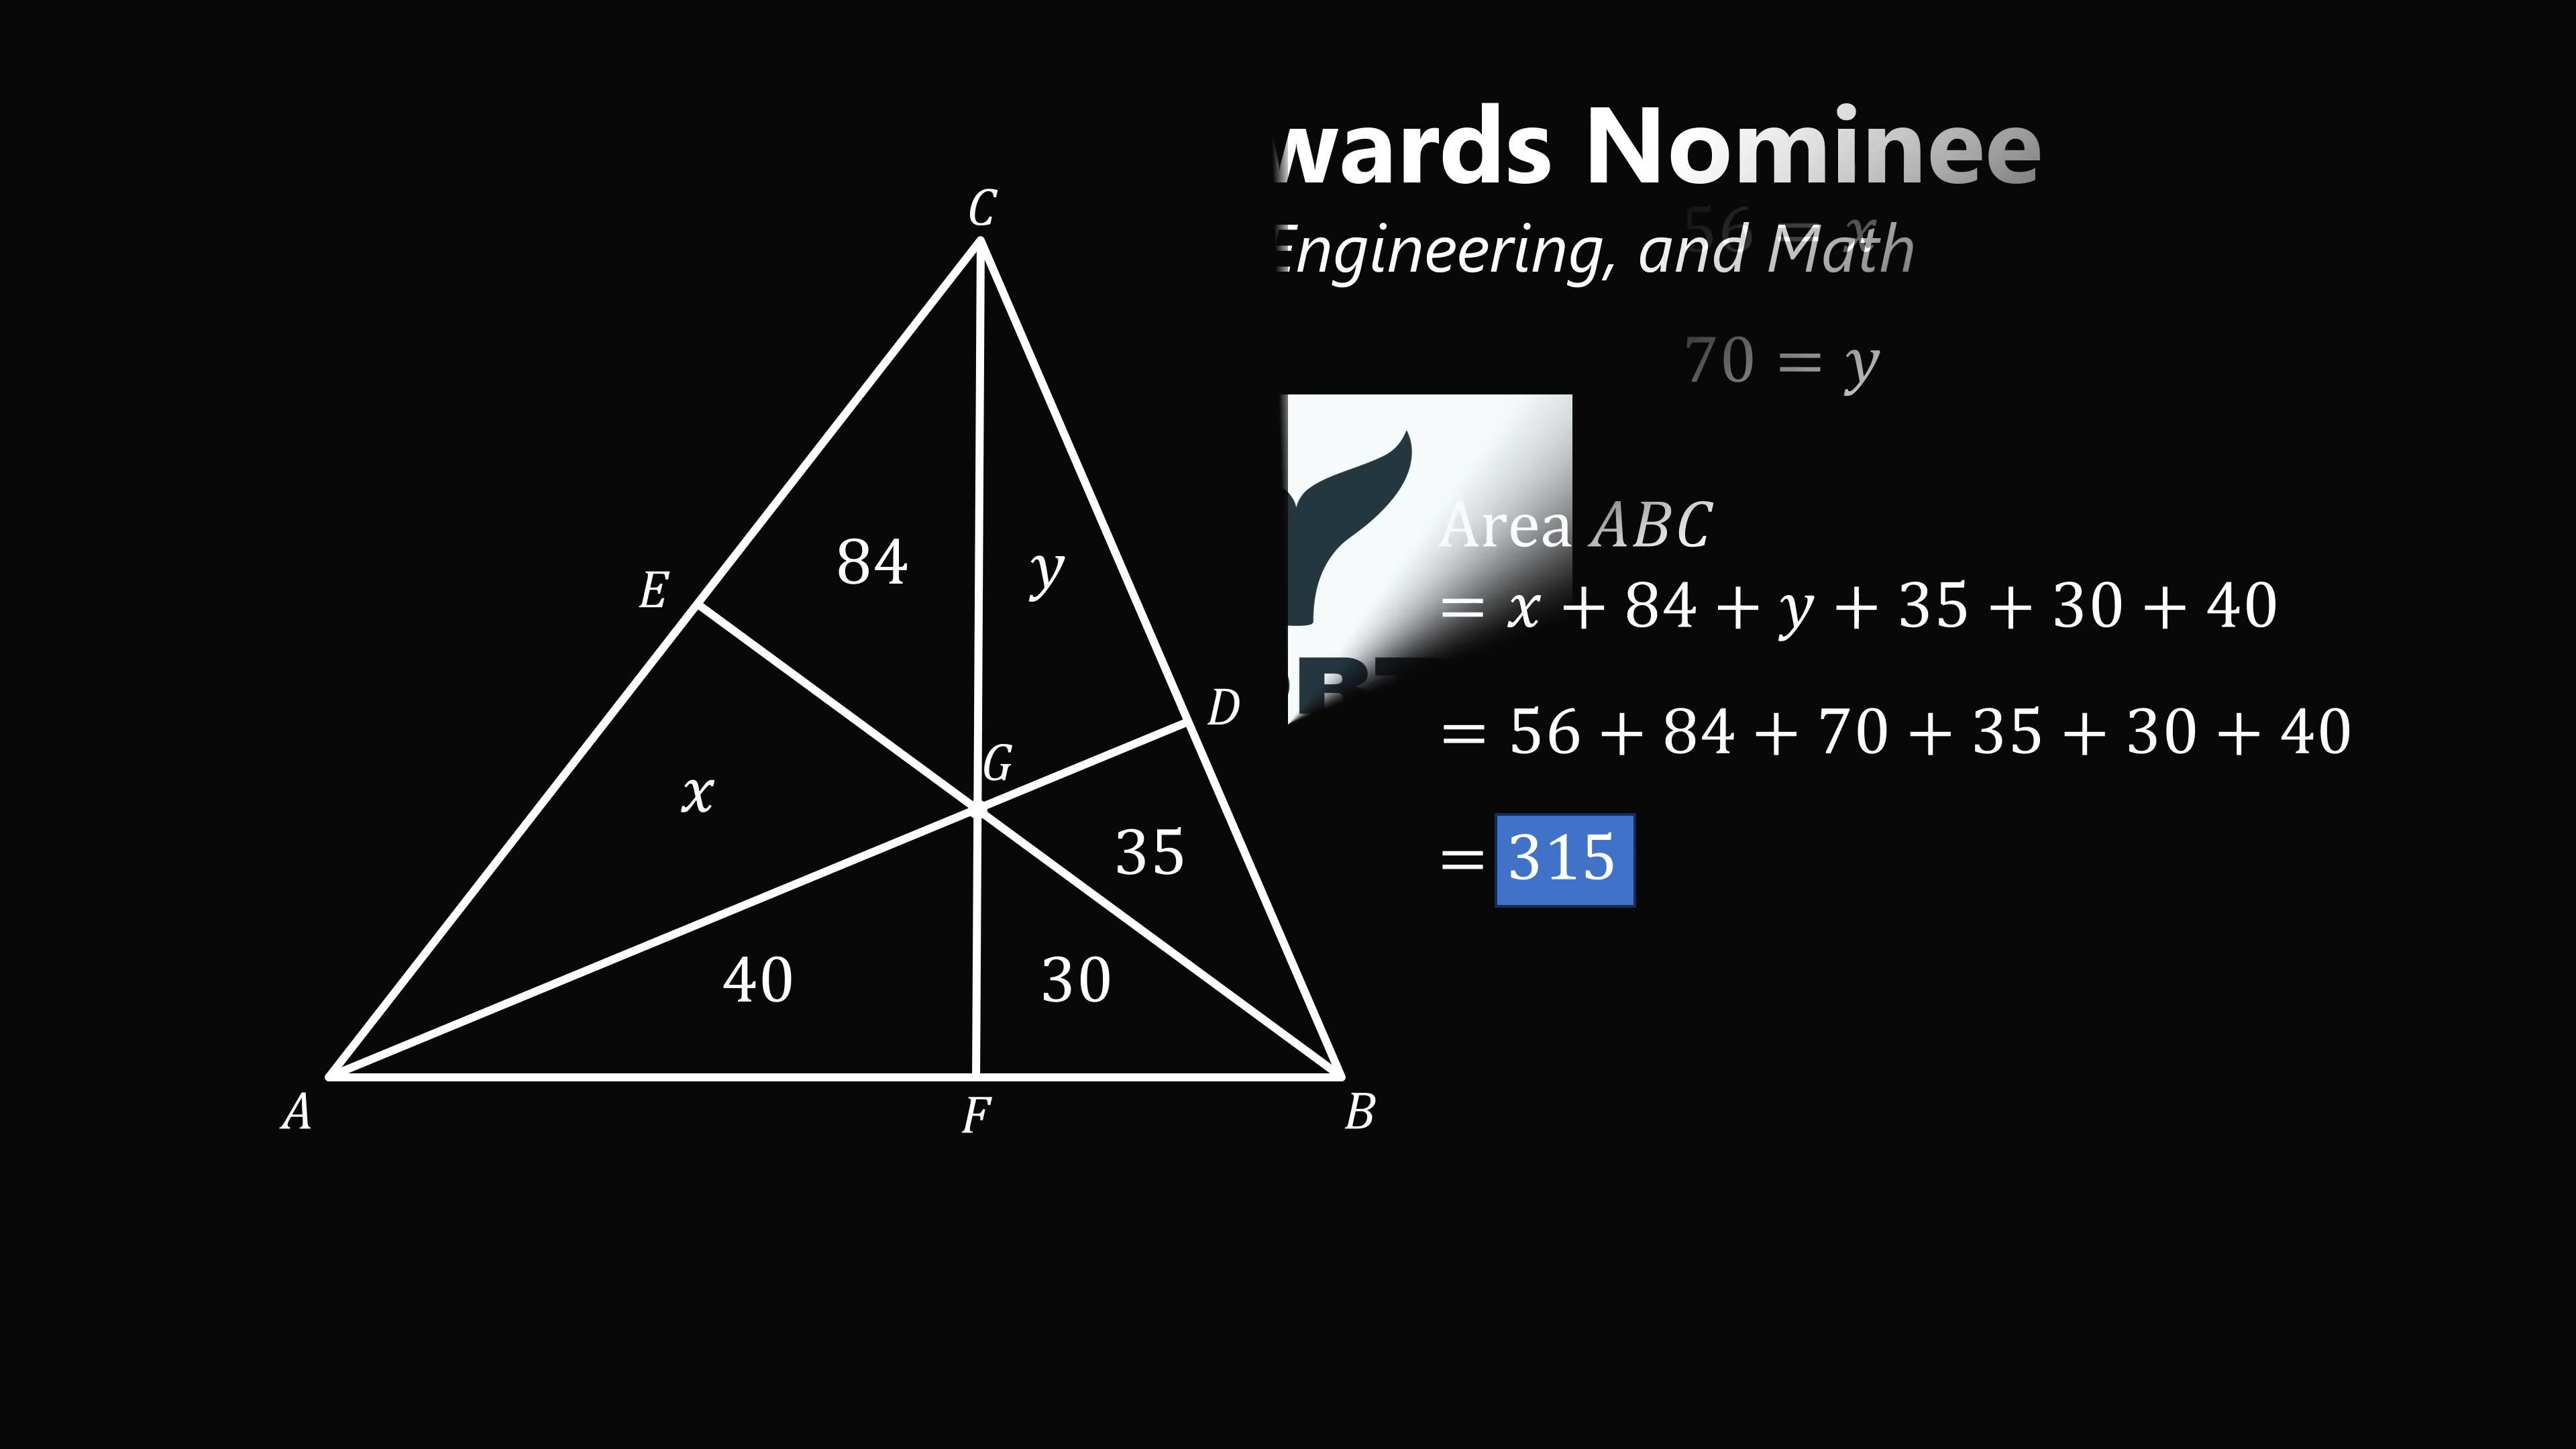 wards Nominee
Engineering, and Math
56 = x
70 = y
C
84
y
E
D
G
x
35
40
30
A
F
B
Area ABC
= x + 84 + y + 35 + 30 + 40
= 56 + 84 + 70 + 35 + 30 + 40
= 315